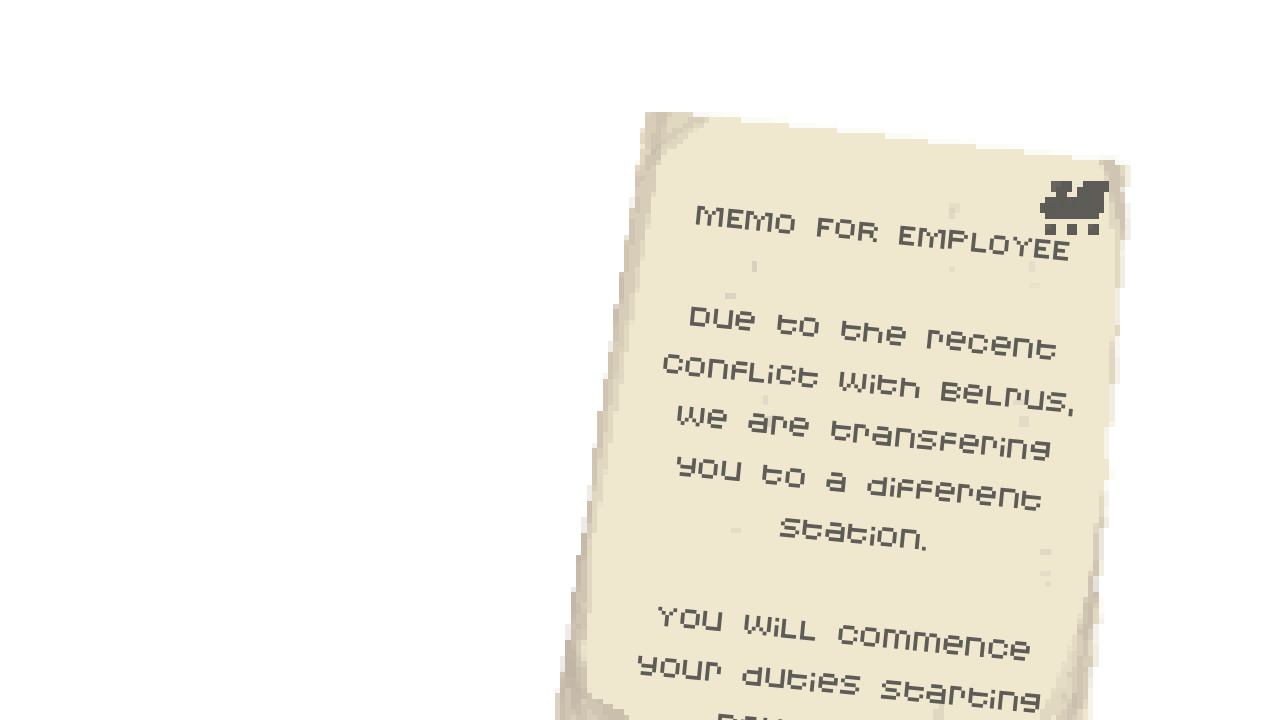 MEMO FOR EMPLOYEE
Due to the recent
conflict with Belrus,
we are transfering
you to a different
station.
You will commence
your duties starting